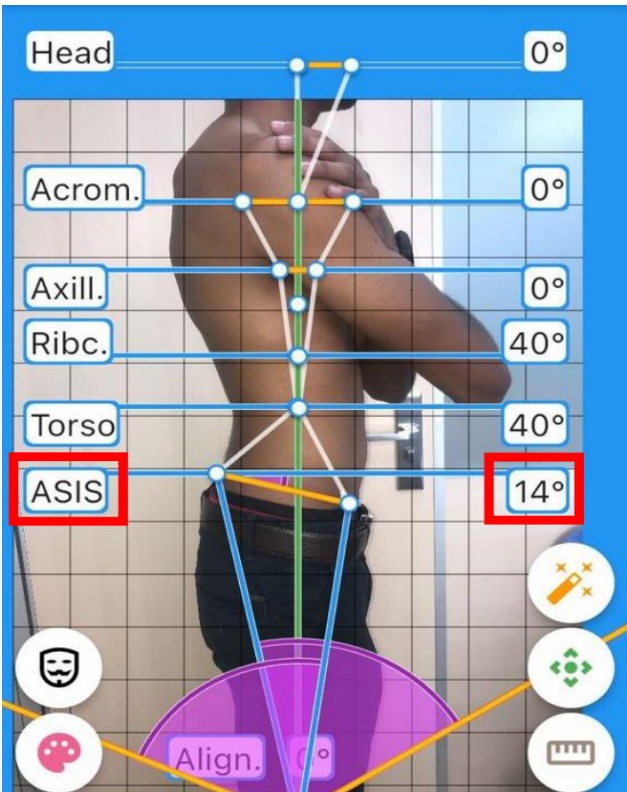 Head 0°
Acrom. 0°
Axill. 0°
Ribc. 40°
Torso 40°
ASIS 14°
Align. 0°